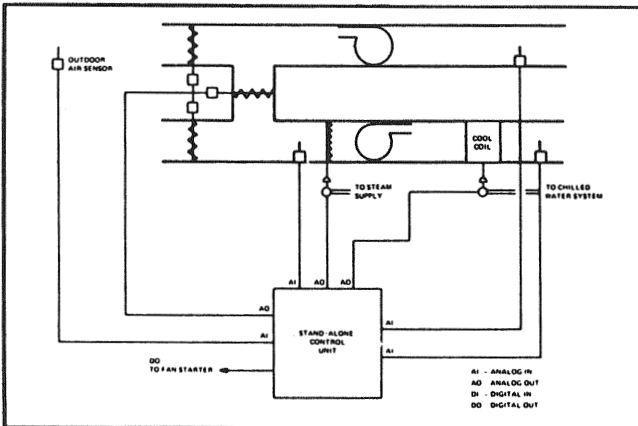 OUTDOOR
AIR SENSOR
COOL
COIL
TO STEAM
SUPPLY
TO CHILLED
WATER SYSTEM
AI
AO
AO
AO
AI
AI
AI
STAND-ALONE
CONTROL
UNIT
DO
TO FAN STARTER
AI - ANALOG IN
AO - ANALOG OUT
DI - DIGITAL IN
DO - DIGITAL OUT